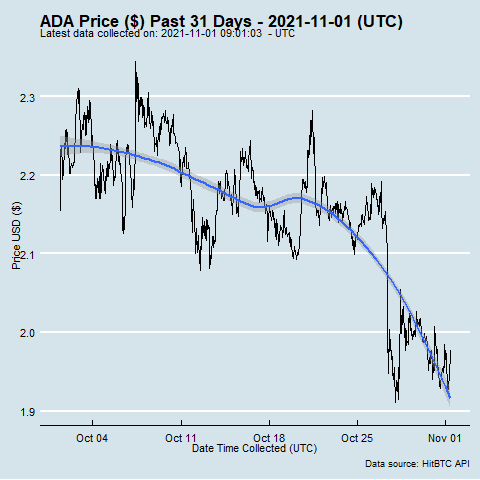 ADA Price ($) Past 31 Days - 2021-11-01 (UTC)
Latest data collected on: 2021-11-01 09:01:03 - UTC
Price USD ($)
2.3
2.2
2.1
2.0
1.9
Oct 04 Oct 11 Oct 18 Oct 25 Nov 01
Date Time Collected (UTC)
Data source: HitBTC API